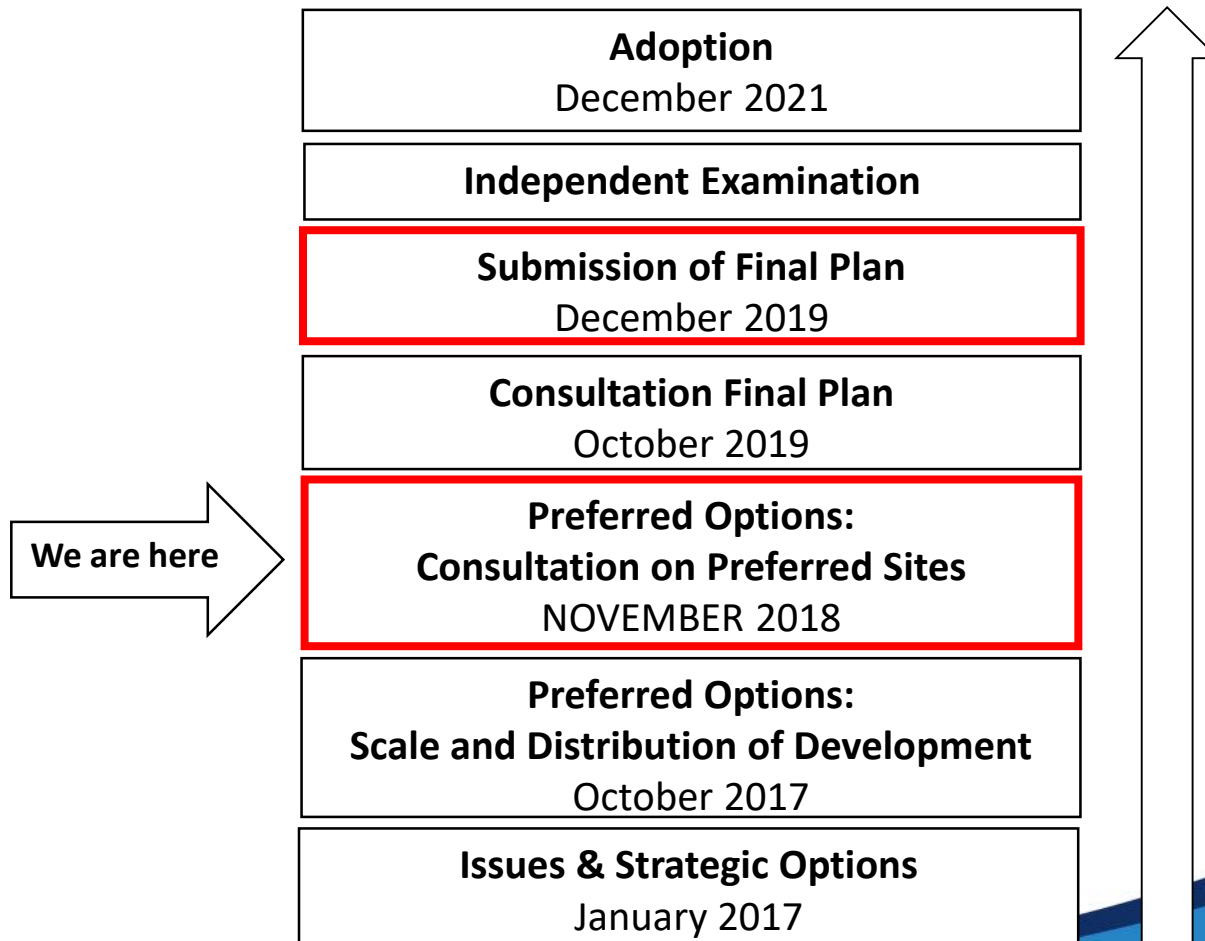 Adoption
December 2021
Independent Examination
Submission of Final Plan
December 2019
Consultation Final Plan
October 2019
We are here
Preferred Options:
Consultation on Preferred Sites
NOVEMBER 2018
Preferred Options:
Scale and Distribution of Development
October 2017
Issues & Strategic Options
January 2017